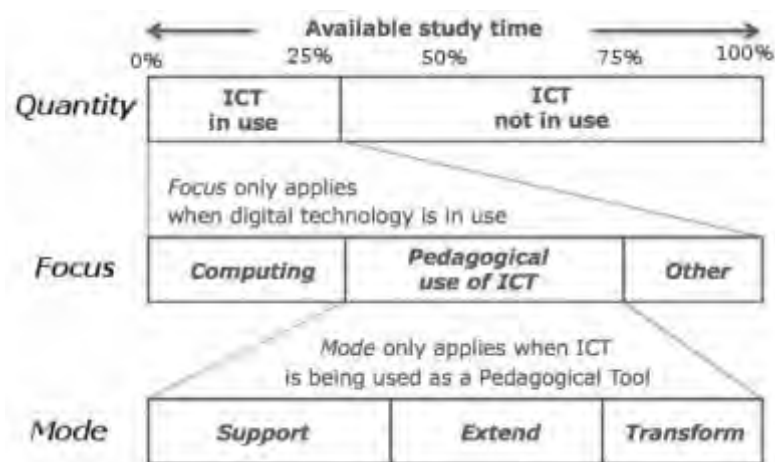 Available study time
0% 25% 50% 75% 100%
Quantity
ICT
in use
ICT
not in use
Focus only applies
when digital technology is in use
Focus
Computing
Pedagogical
use of ICT
Other
Mode only applies when ICT
is being used as a Pedagogical Tool
Mode
Support
Extend
Transform